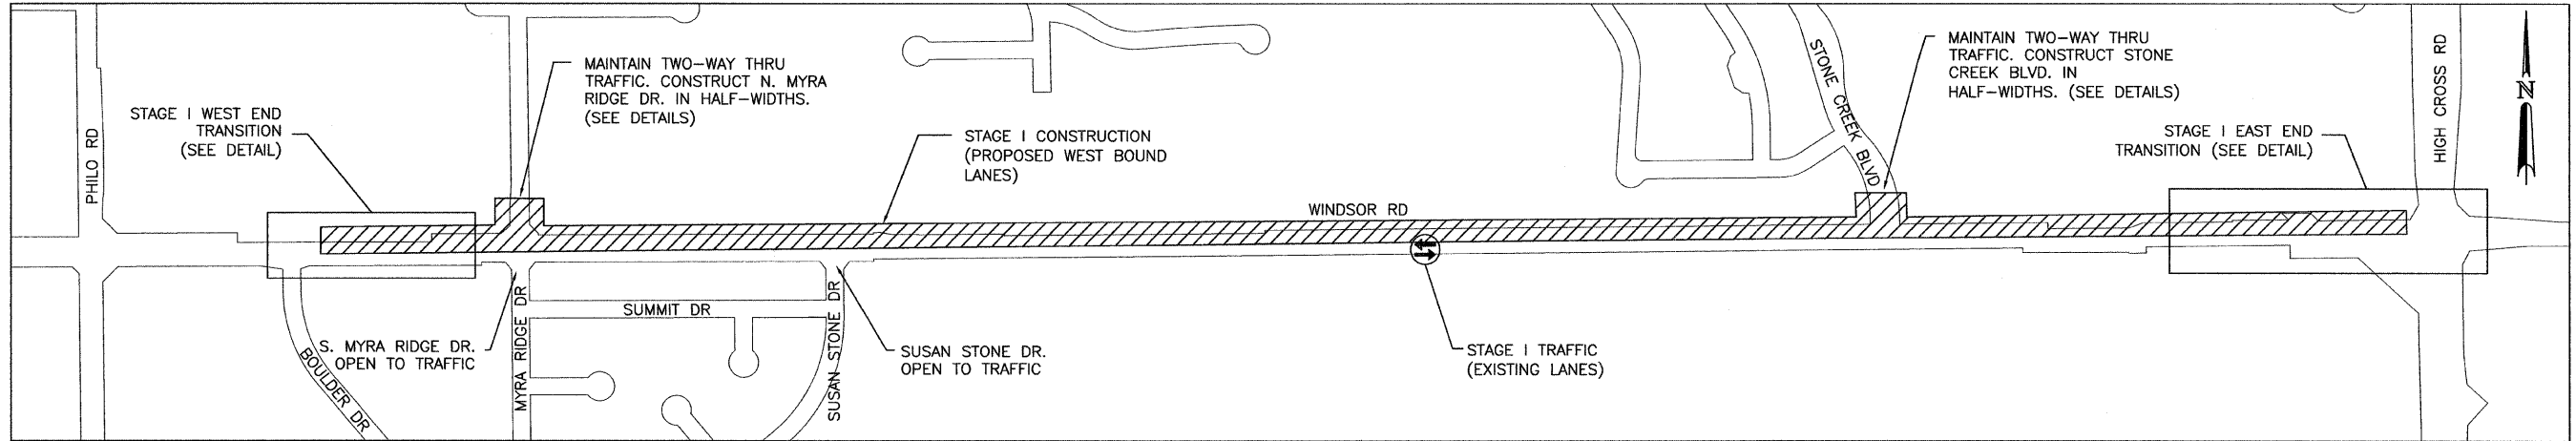 MAINTAIN TWO-WAY THRU
TRAFFIC. CONSTRUCT N. MYRA
RIDGE DR. IN HALF-WIDTHS.
(SEE DETAILS)
STAGE I WEST END
TRANSITION
(SEE DETAIL)
PHILO RD
STAGE I CONSTRUCTION
(PROPOSED WEST BOUND
LANES)
WINDSOR RD
STONE CREEK BLVD
MAINTAIN TWO-WAY THRU
TRAFFIC. CONSTRUCT STONE
CREEK BLVD. IN
HALF-WIDTHS. (SEE DETAILS)
STAGE I EAST END
TRANSITION (SEE DETAIL)
HIGH CROSS RD
N
BOULDER DR
S. MYRA RIDGE DR.
OPEN TO TRAFFIC
MYRA RIDGE DR
SUMMIT DR
SUSAN STONE DR
SUSAN STONE DR.
OPEN TO TRAFFIC
STAGE I TRAFFIC
(EXISTING LANES)